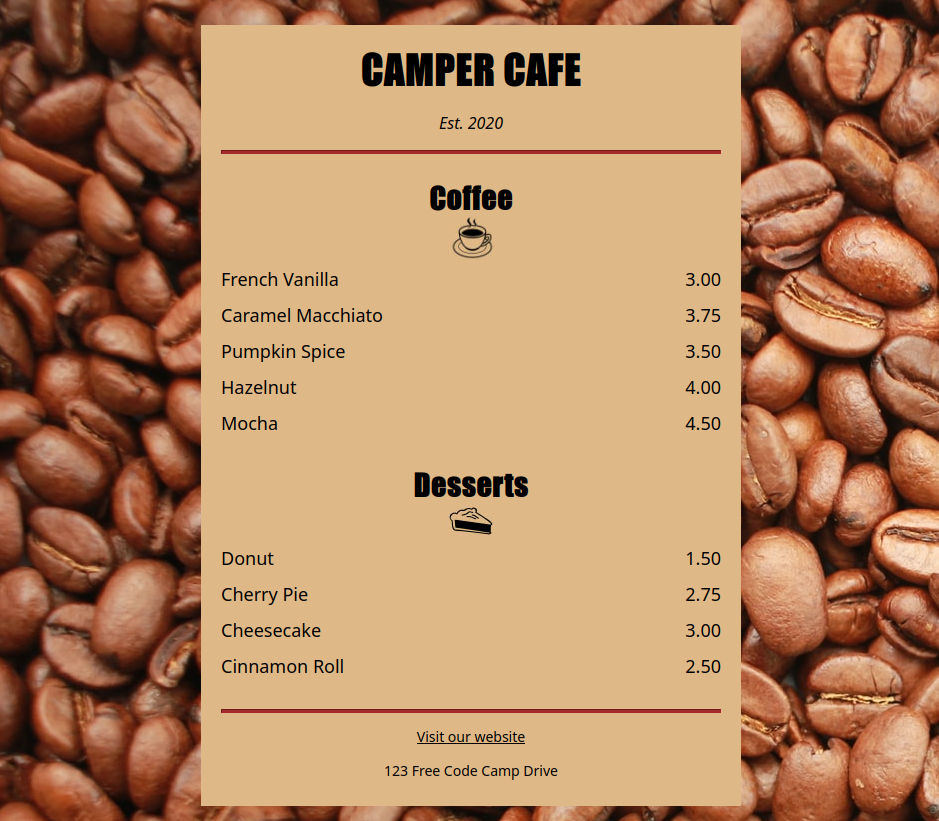 CAMPER CAFE
Est. 2020
Coffee
French Vanilla 3.00
Caramel Macchiato 3.75
Pumpkin Spice 3.50
Hazelnut 4.00
Mocha 4.50
Desserts
Donut 1.50
Cherry Pie 2.75
Cheesecake 3.00
Cinnamon Roll 2.50
Visit our website
123 Free Code Camp Drive